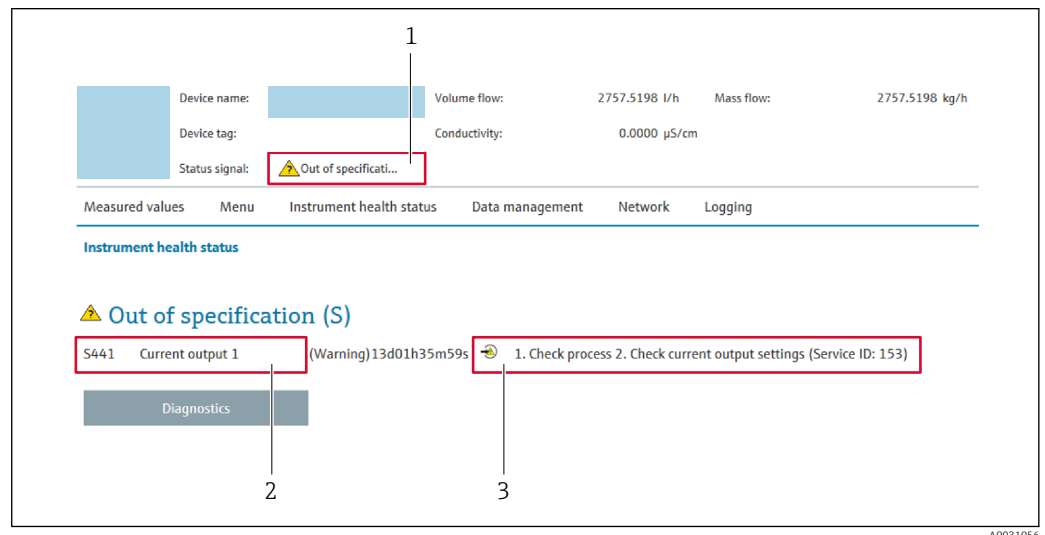 1
Device name: Volume flow: 2757.5198 l/h Mass flow: 2757.5198 kg/h
Device tag: Conductivity: 0.0000 µS/cm
Status signal: Out of specificati...
Measured values Menu Instrument health status Data management Network Logging
Instrument health status
Out of specification (S)
S441 Current output 1 (Warning)13d01h35m59s 1. Check process 2. Check current output settings (Service ID: 153)
Diagnostics
2 3
A0031056